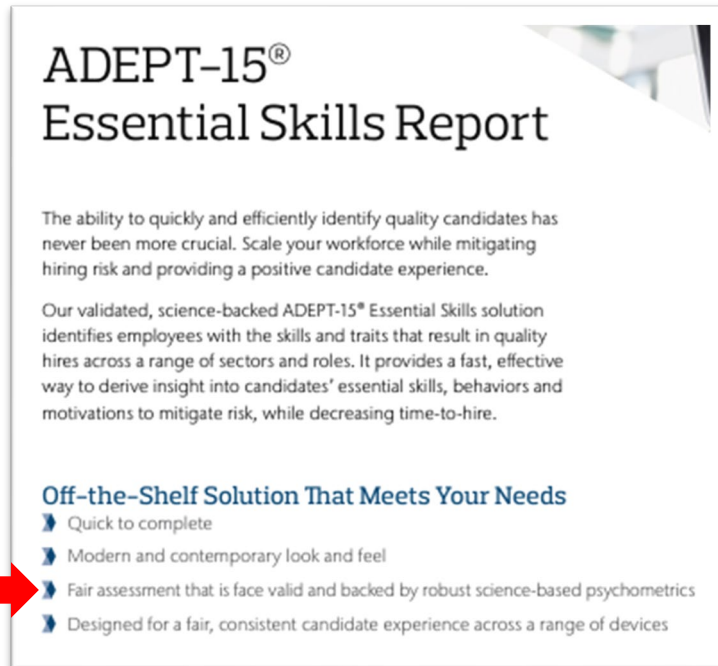 ADEPT-15®
Essential Skills Report
The ability to quickly and efficiently identify quality candidates has
never been more crucial. Scale your workforce while mitigating
hiring risk and providing a positive candidate experience.
Our validated, science-backed ADEPT-15® Essential Skills solution
identifies employees with the skills and traits that result in quality
hires across a range of sectors and roles. It provides a fast, effective
way to derive insight into candidates' essential skills, behaviors and
motivations to mitigate risk, while decreasing time-to-hire.
Off-the-Shelf Solution That Meets Your Needs
Quick to complete
Modern and contemporary look and feel
Fair assessment that is face valid and backed by robust science-based psychometrics
Designed for a fair, consistent candidate experience across a range of devices